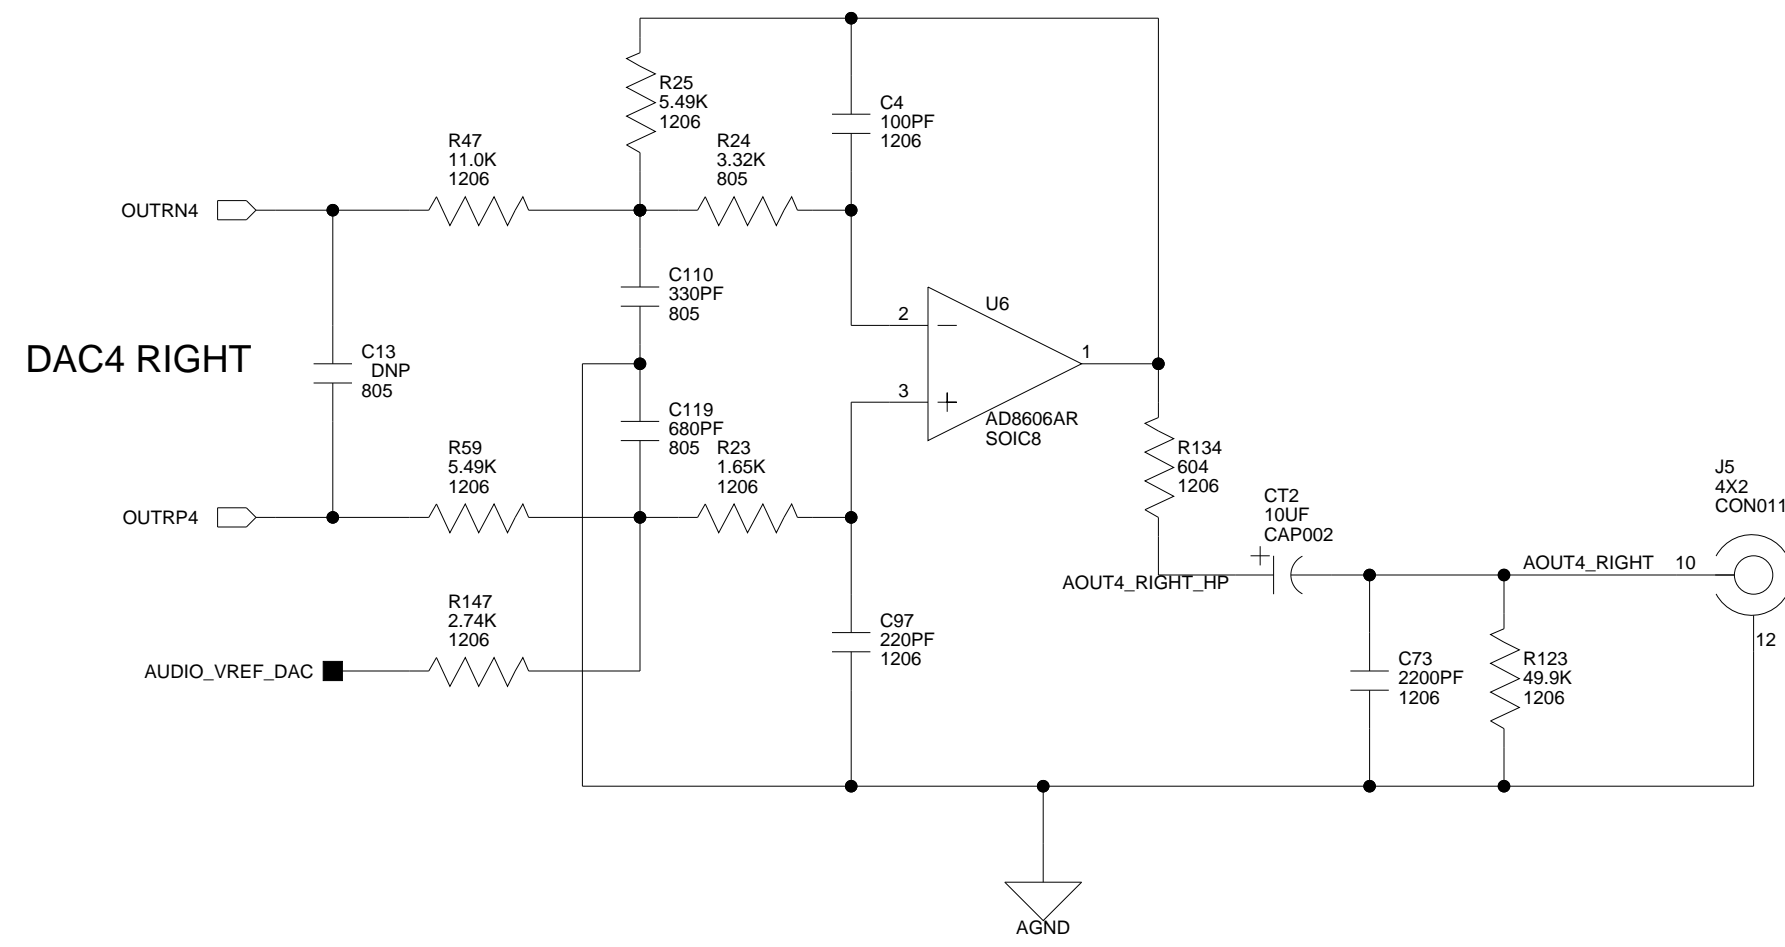 R25
5.49K
1206
C4
100PF
1206
R47
11.0K
1206
R24
3.32K
805
OUTRN4
C110
330PF
805
U6
2
DAC4 RIGHT
C13
DNP
805
1
3
C119
680PF
805
AD8606AR
SOIC8
R59
5.49K
1206
R23
1.65K
1206
R134
604
1206
J5
4X2
CON011
OUTRP4
CT2
10UF
CAP002
AOUT4_RIGHT_HP
AOUT4_RIGHT
10
R147
2.74K
1206
C97
220PF
1206
12
AUDIO_VREF_DAC
C73
2200PF
1206
R123
49.9K
1206
AGND